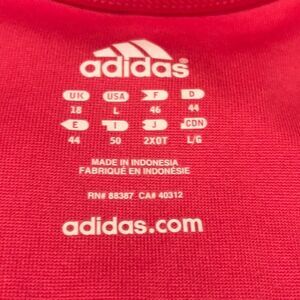 adidas®
UK USA F D
18 L 46 44
E I J CDN
44 50 2XOT L/G
MADE IN INDONESIA
FABRIQUÉ EN INDONÉSIE
RN# 88387 CA# 40312
adidas.com